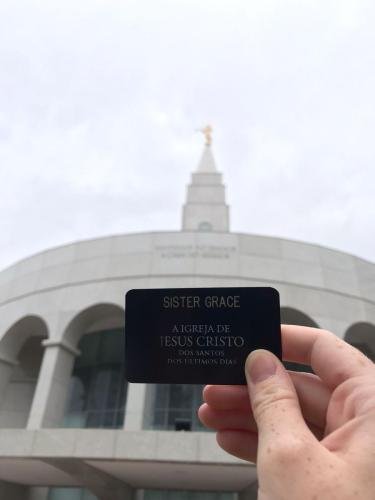 SISTER GRACE
A IGREJA DE
JESUS CRISTO
DOS SANTOS
DOS ÚLTIMOS DIAS